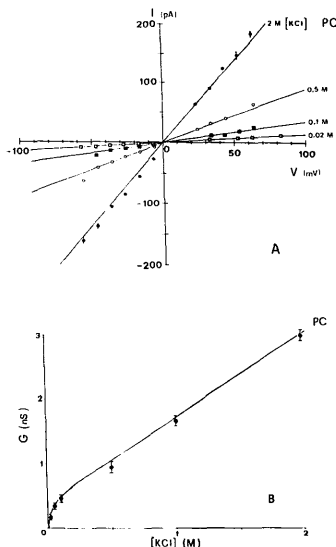 I (pA)
PC
200
2 M [KCl]
100
0.5 M
0.1 M
0.02 M
-100
0
50
100
V (mV)
-100
-200
A
PC
3
2
1
0
G (nS)
1
2
[KCl] (M)
B